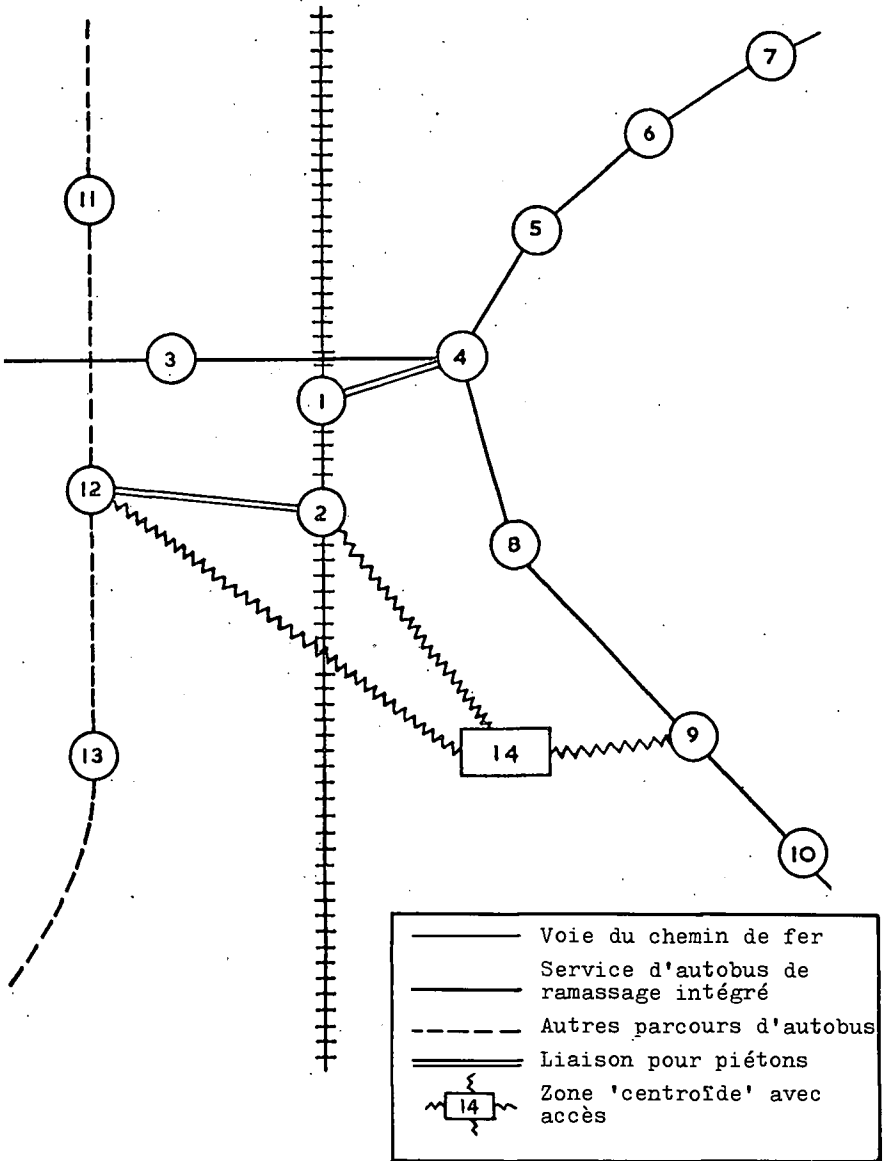 7
6
11
5
3
4
1
12
2
8
9
13
14
10
Voie du chemin de fer
Service d'autobus de
ramassage intégré
Autres parcours d'autobus
Liaison pour piétons
14
Zone 'centroïde' avec
accès